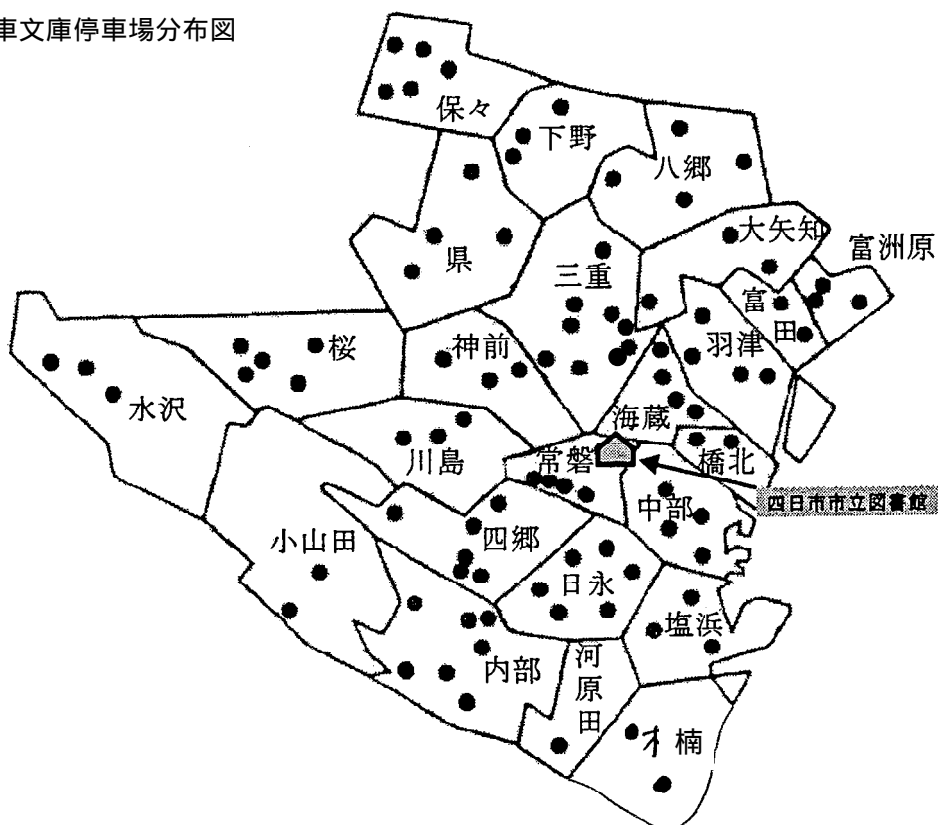 車文庫停車場分布図
保々
下野
八郷
大矢知
富洲原
県
三重
富田
羽津
桜
神前
水沢
海蔵
川島
常磐
橋北
四日市市立図書館
中部
四郷
小山田
日永
塩浜
内部
河原田
楠